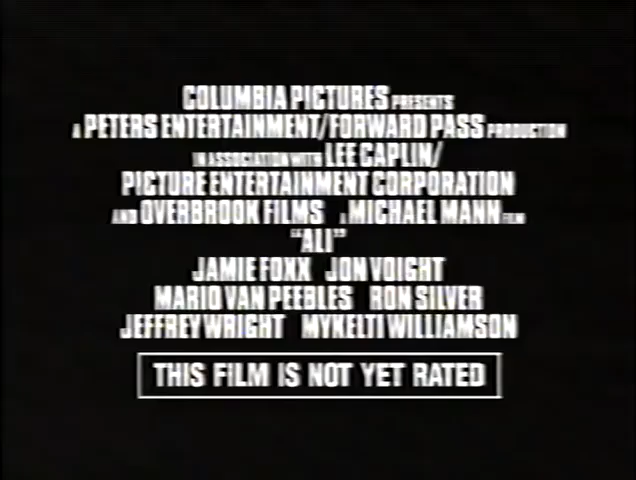 COLUMBIA PICTURES PRESENTS
A PETERS ENTERTAINMENT/FORWARD PASS PRODUCTION
IN ASSOCIATION WITH LEE CAPLIN/
PICTURE ENTERTAINMENT CORPORATION
AND OVERBROOK FILMS A MICHAEL MANN FILM
"ALI"
JAMIE FOXX JON VOIGHT
MARIO VAN PEEBLES RON SILVER
JEFFREY WRIGHT MYKELTI WILLIAMSON
THIS FILM IS NOT YET RATED